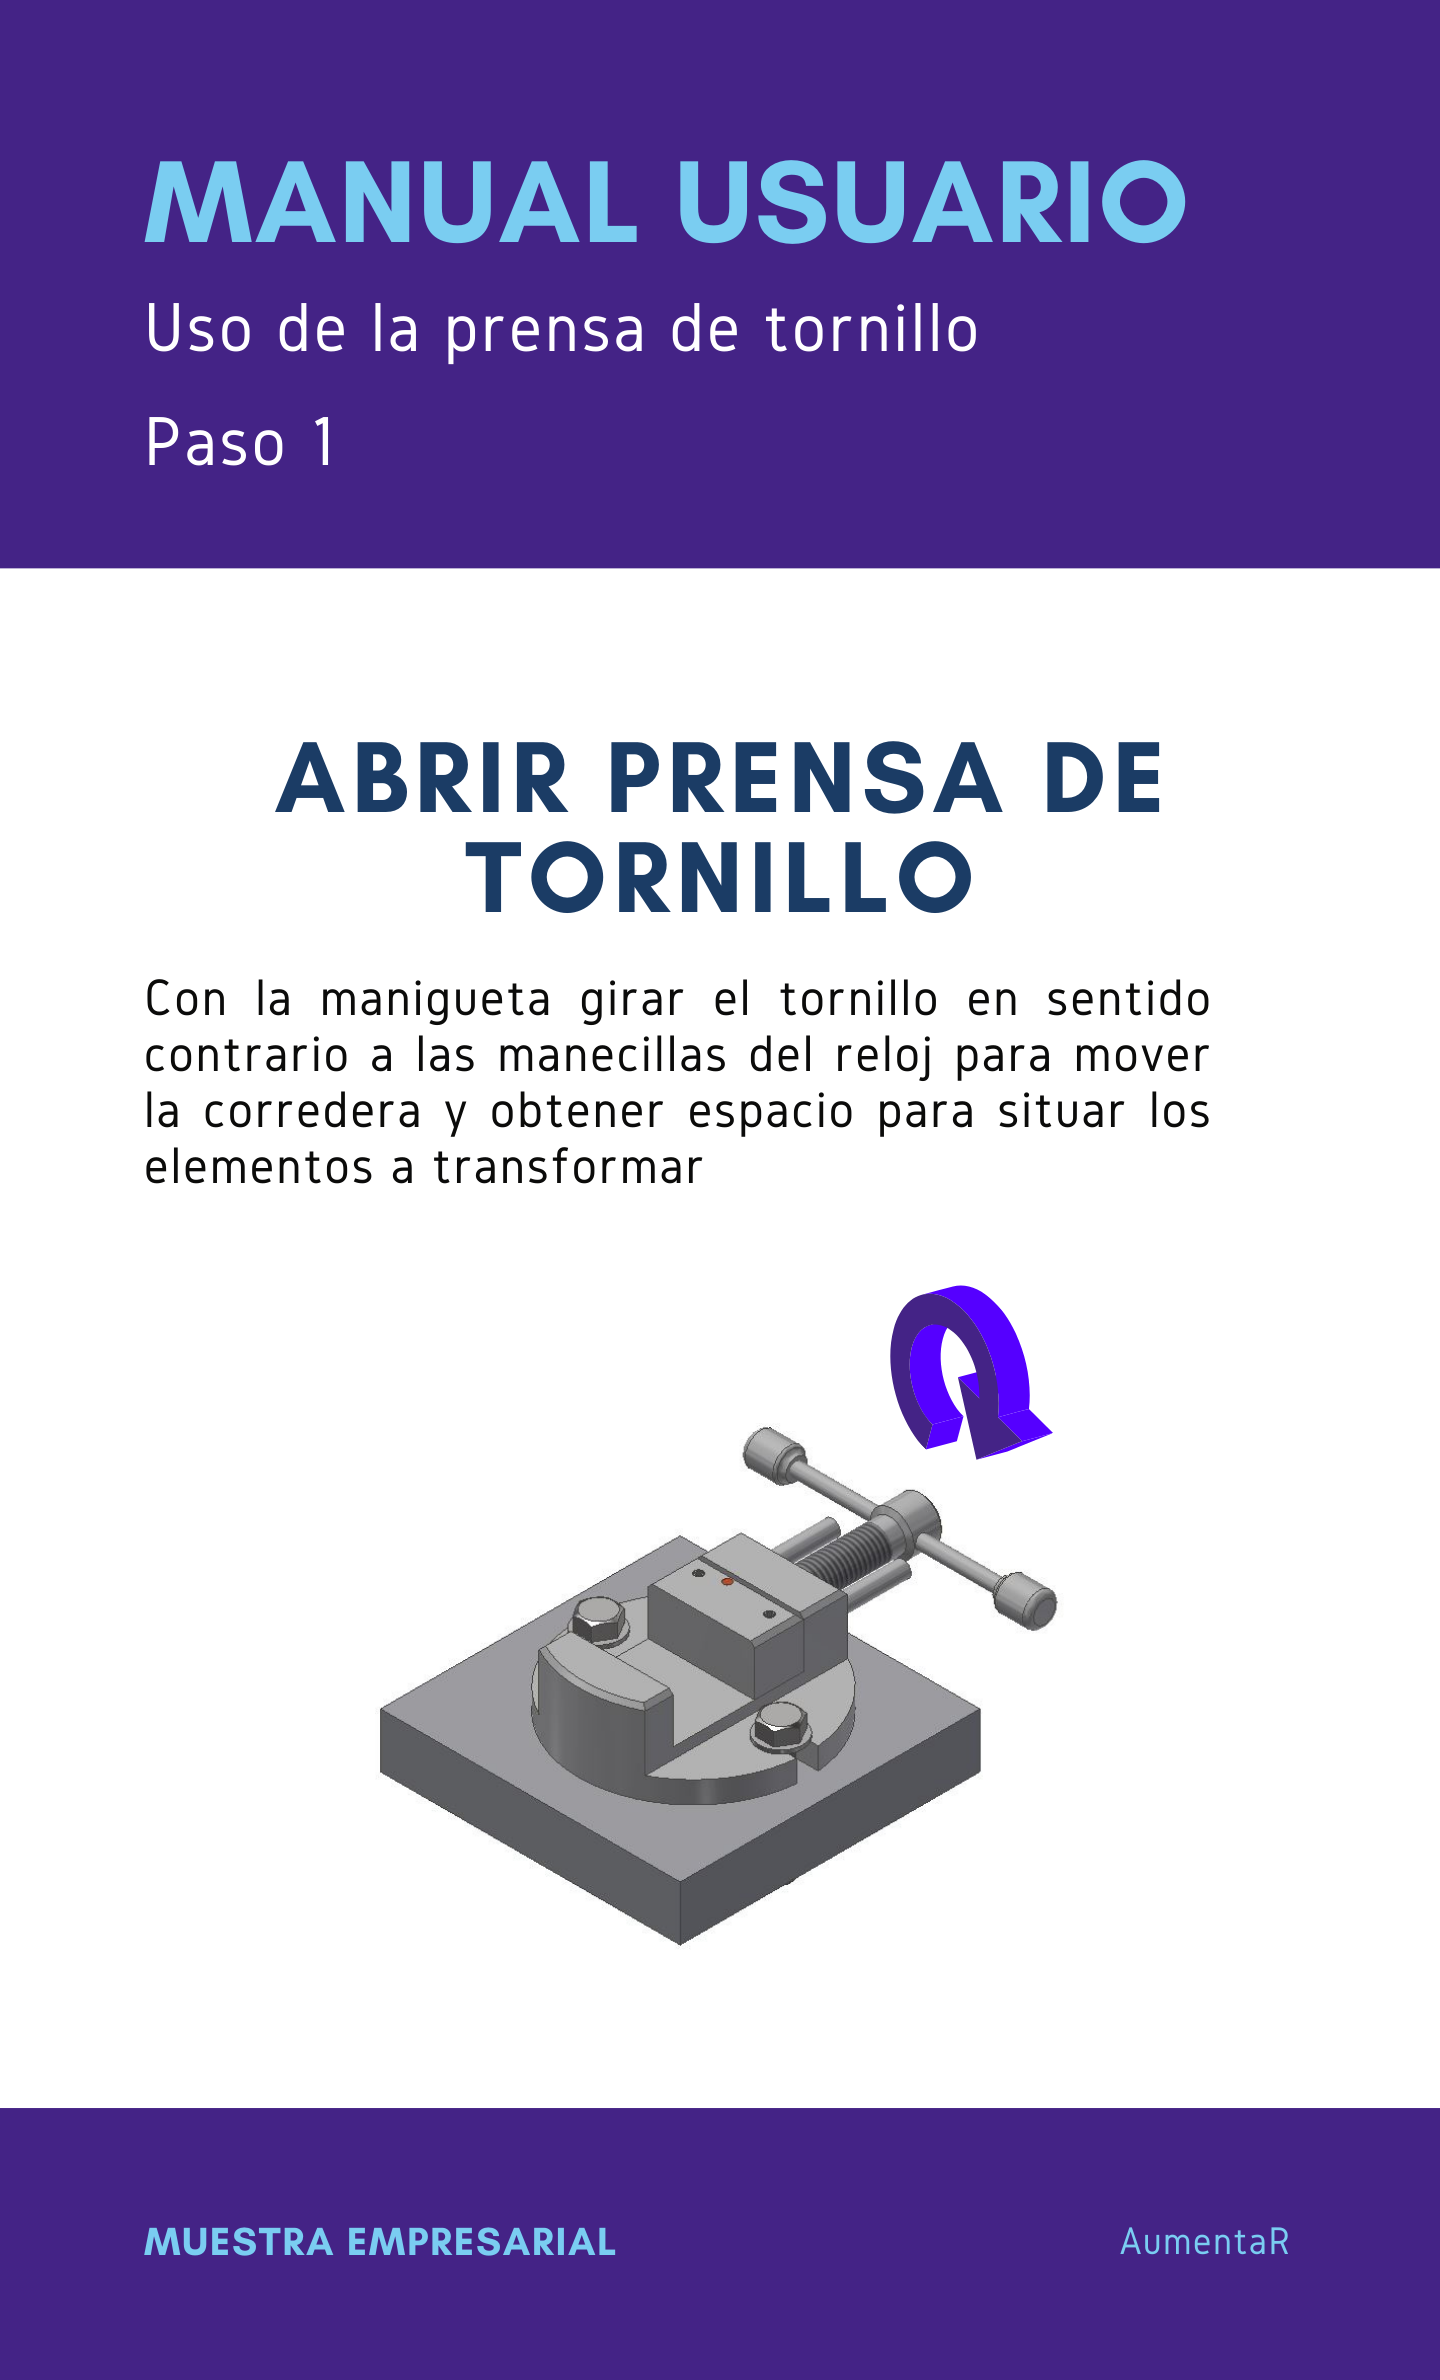 MANUAL USUARIO
Uso de la prensa de tornillo
Paso 1
ABRIR PRENSA DE
TORNILLO
Con la manigueta girar el tornillo en sentido
contrario a las manecillas del reloj para mover
la corredera y obtener espacio para situar los
elementos a transformar
MUESTRA EMPRESARIAL
AumentaR